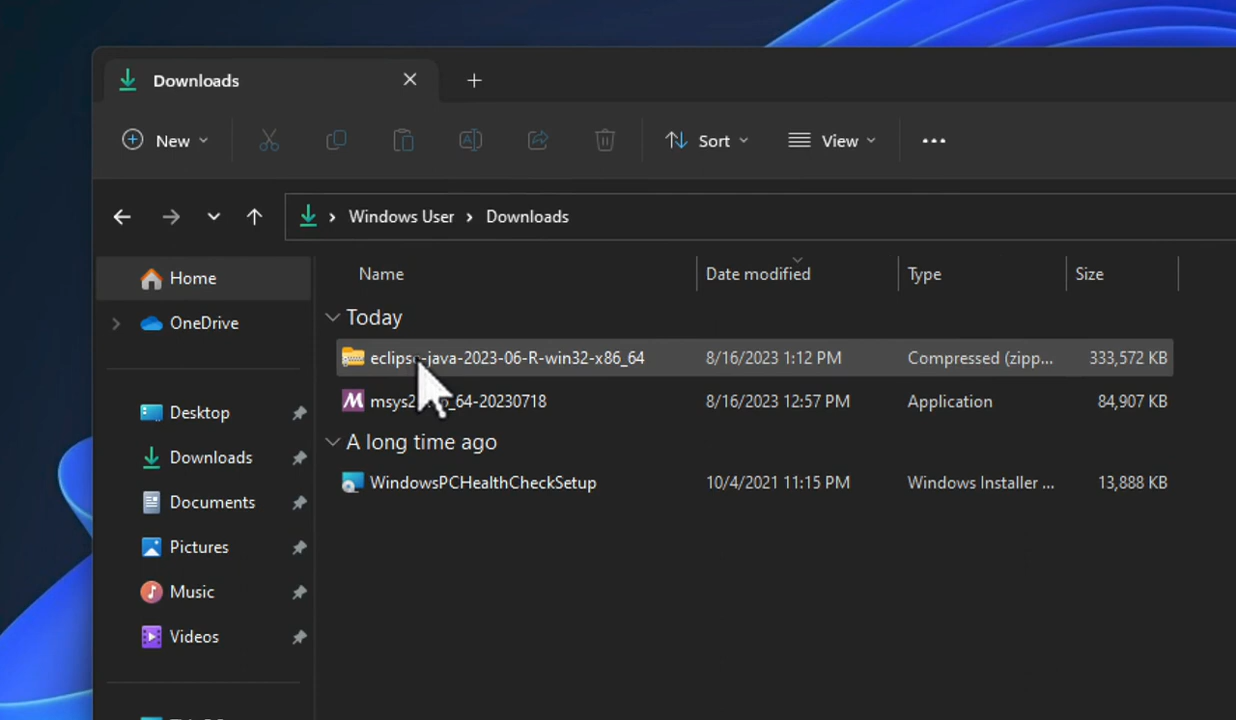 Downloads
New
Sort
View
Windows User > Downloads
Name Date modified Type Size
Home
OneDrive
Desktop
Downloads
Documents
Pictures
Music
Videos
Today
eclipse-java-2023-06-R-win32-x86_64 8/16/2023 1:12 PM Compressed (zipp... 333,572 KB
64-20230718 8/16/2023 12:57 PM Application 84,907 KB
A long time ago
WindowsPCHealthCheckSetup 10/4/2021 11:15 PM Windows Installer ... 13,888 KB